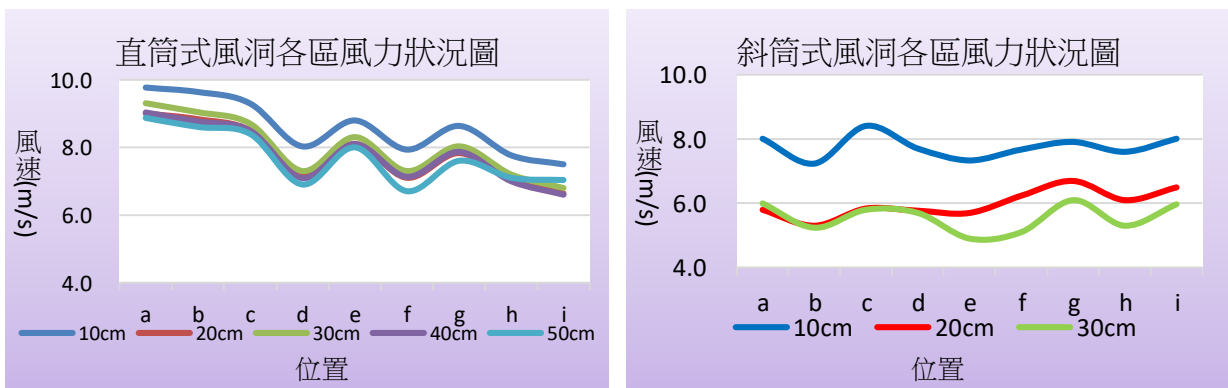 直筒式風洞各區風力狀況圖
10.0
8.0
6.0
4.0
風速(m/s)
a b c d e f g h i
10cm 20cm 30cm 40cm 50cm
位置
斜筒式風洞各區風力狀況圖
10.0
8.0
6.0
4.0
風速(m/s)
a b c d e f g h i
10cm 20cm 30cm
位置